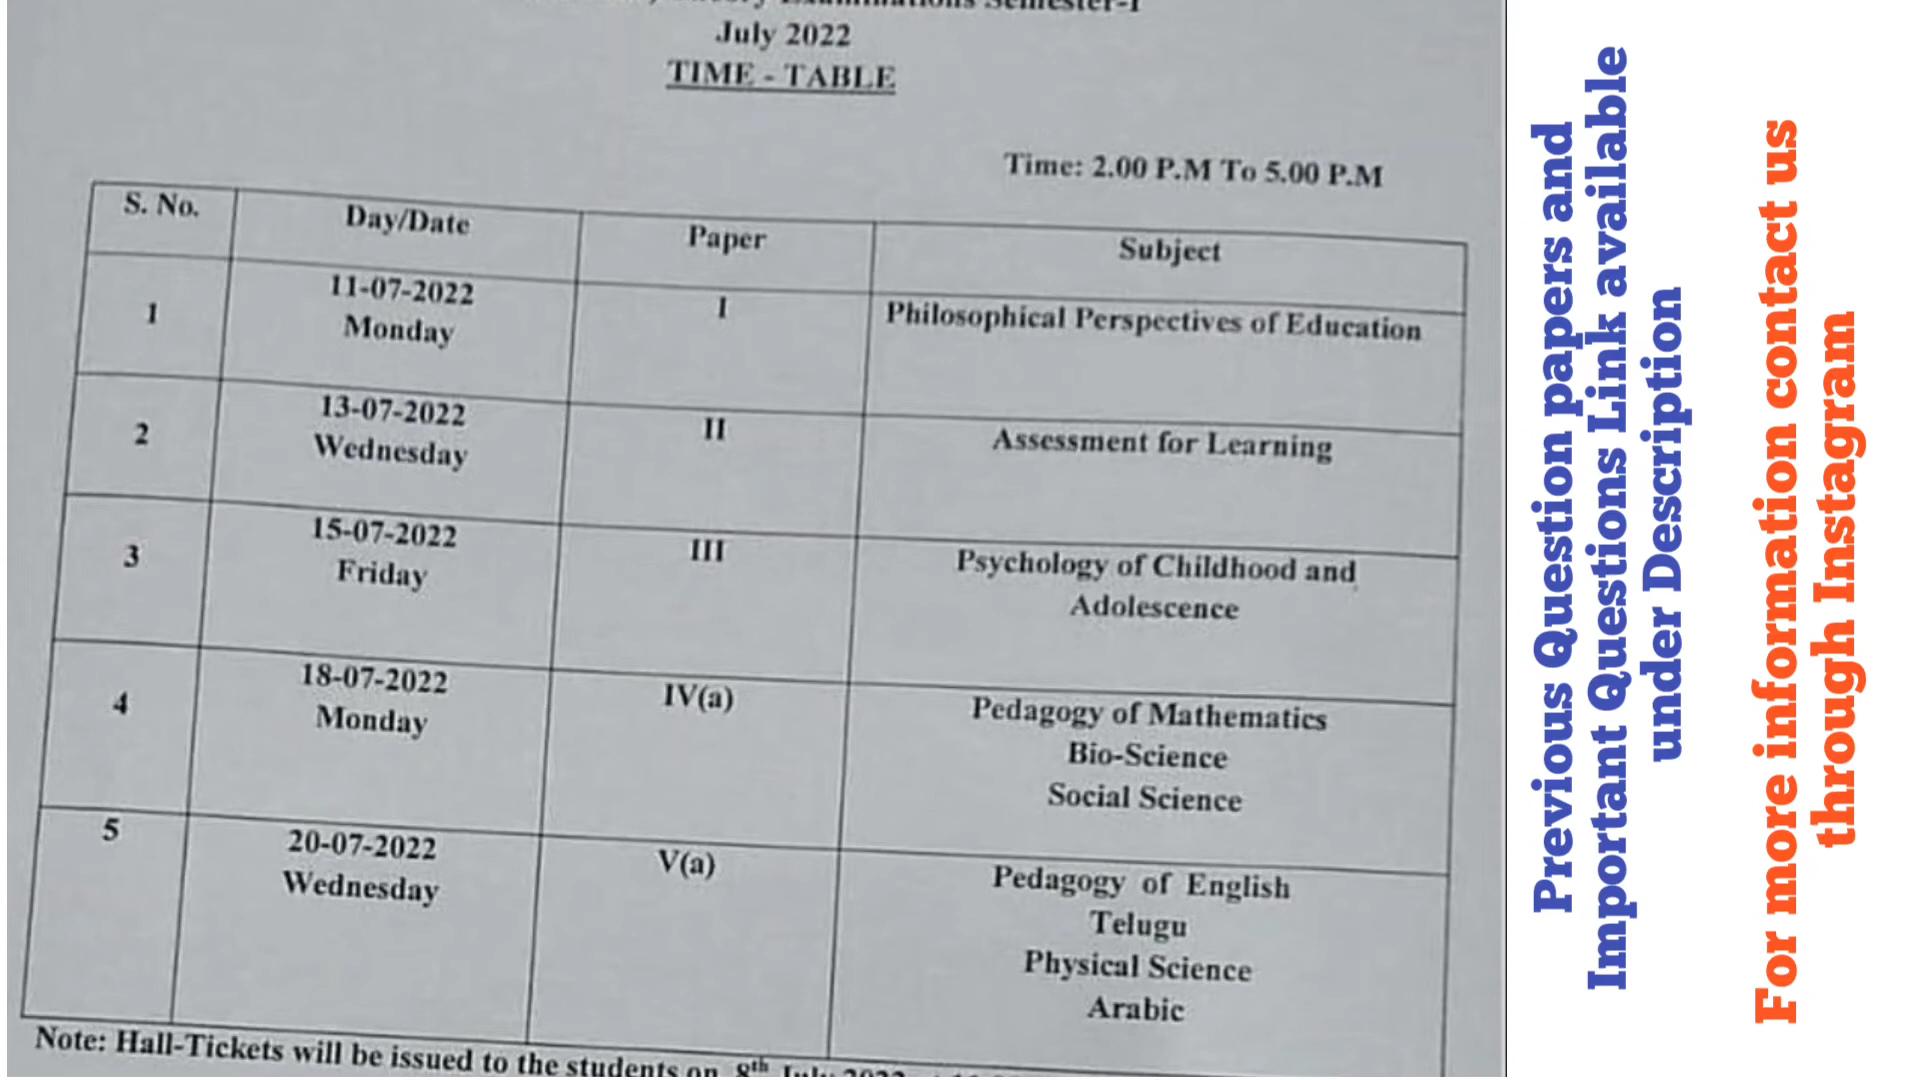 Examinations Semester-I
July 2022
TIME - TABLE
Time: 2.00 P.M To 5.00 P.M
S. No. Day/Date Paper Subject
1 11-07-2022 Monday I Philosophical Perspectives of Education
2 13-07-2022 Wednesday II Assessment for Learning
3 15-07-2022 Friday III Psychology of Childhood and Adolescence
4 18-07-2022 Monday IV(a) Pedagogy of Mathematics
Bio-Science
Social Science
5 20-07-2022 Wednesday V(a) Pedagogy of English
Telugu
Physical Science
Arabic
Note: Hall-Tickets will be issued to the students on 8th July 2022
Previous Question papers and
Important Questions Link available
under Description
For more information contact us
through Instagram